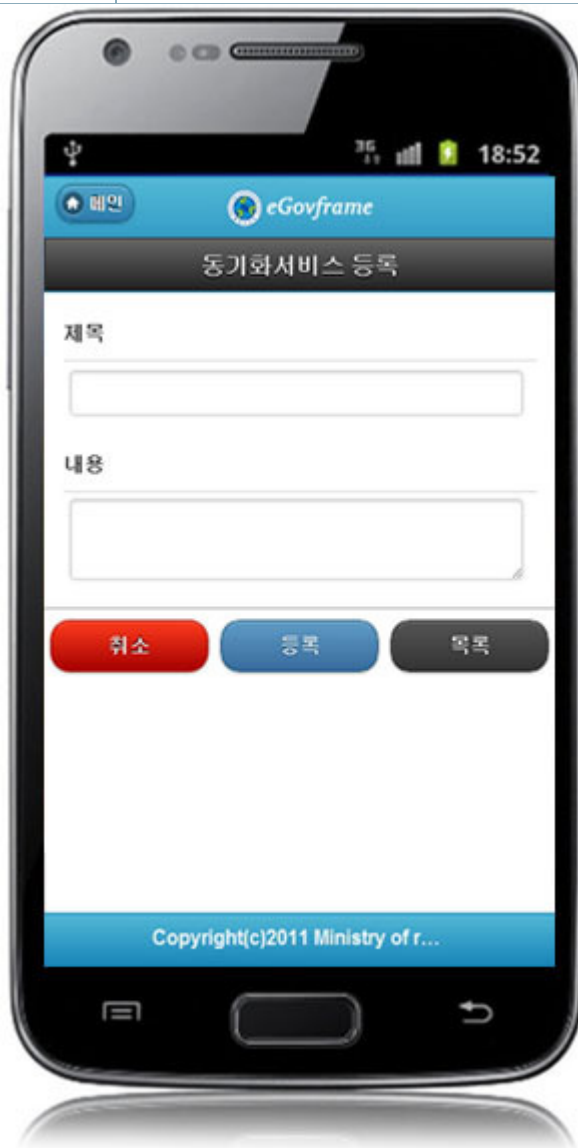 3G 18:52
메인 eGovframe
동기화서비스 등록
제목
내용
취소 등록 목록
Copyright(c)2011 Ministry of r...